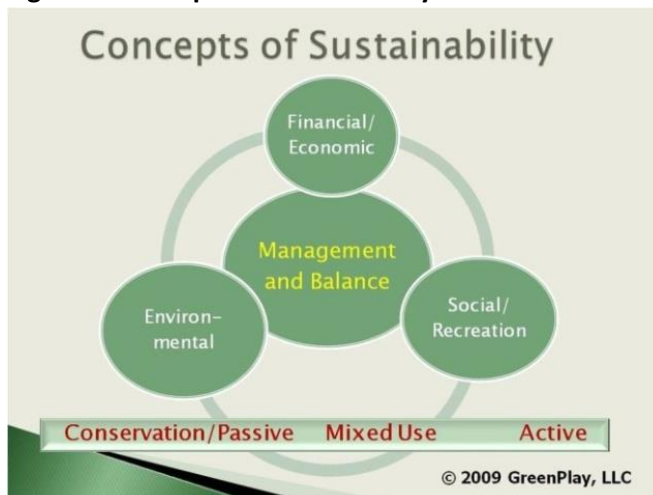 Concepts of Sustainability
Financial/
Economic
Management
and Balance
Environ-
mental
Social/
Recreation
Conservation/Passive Mixed Use Active
© 2009 GreenPlay, LLC